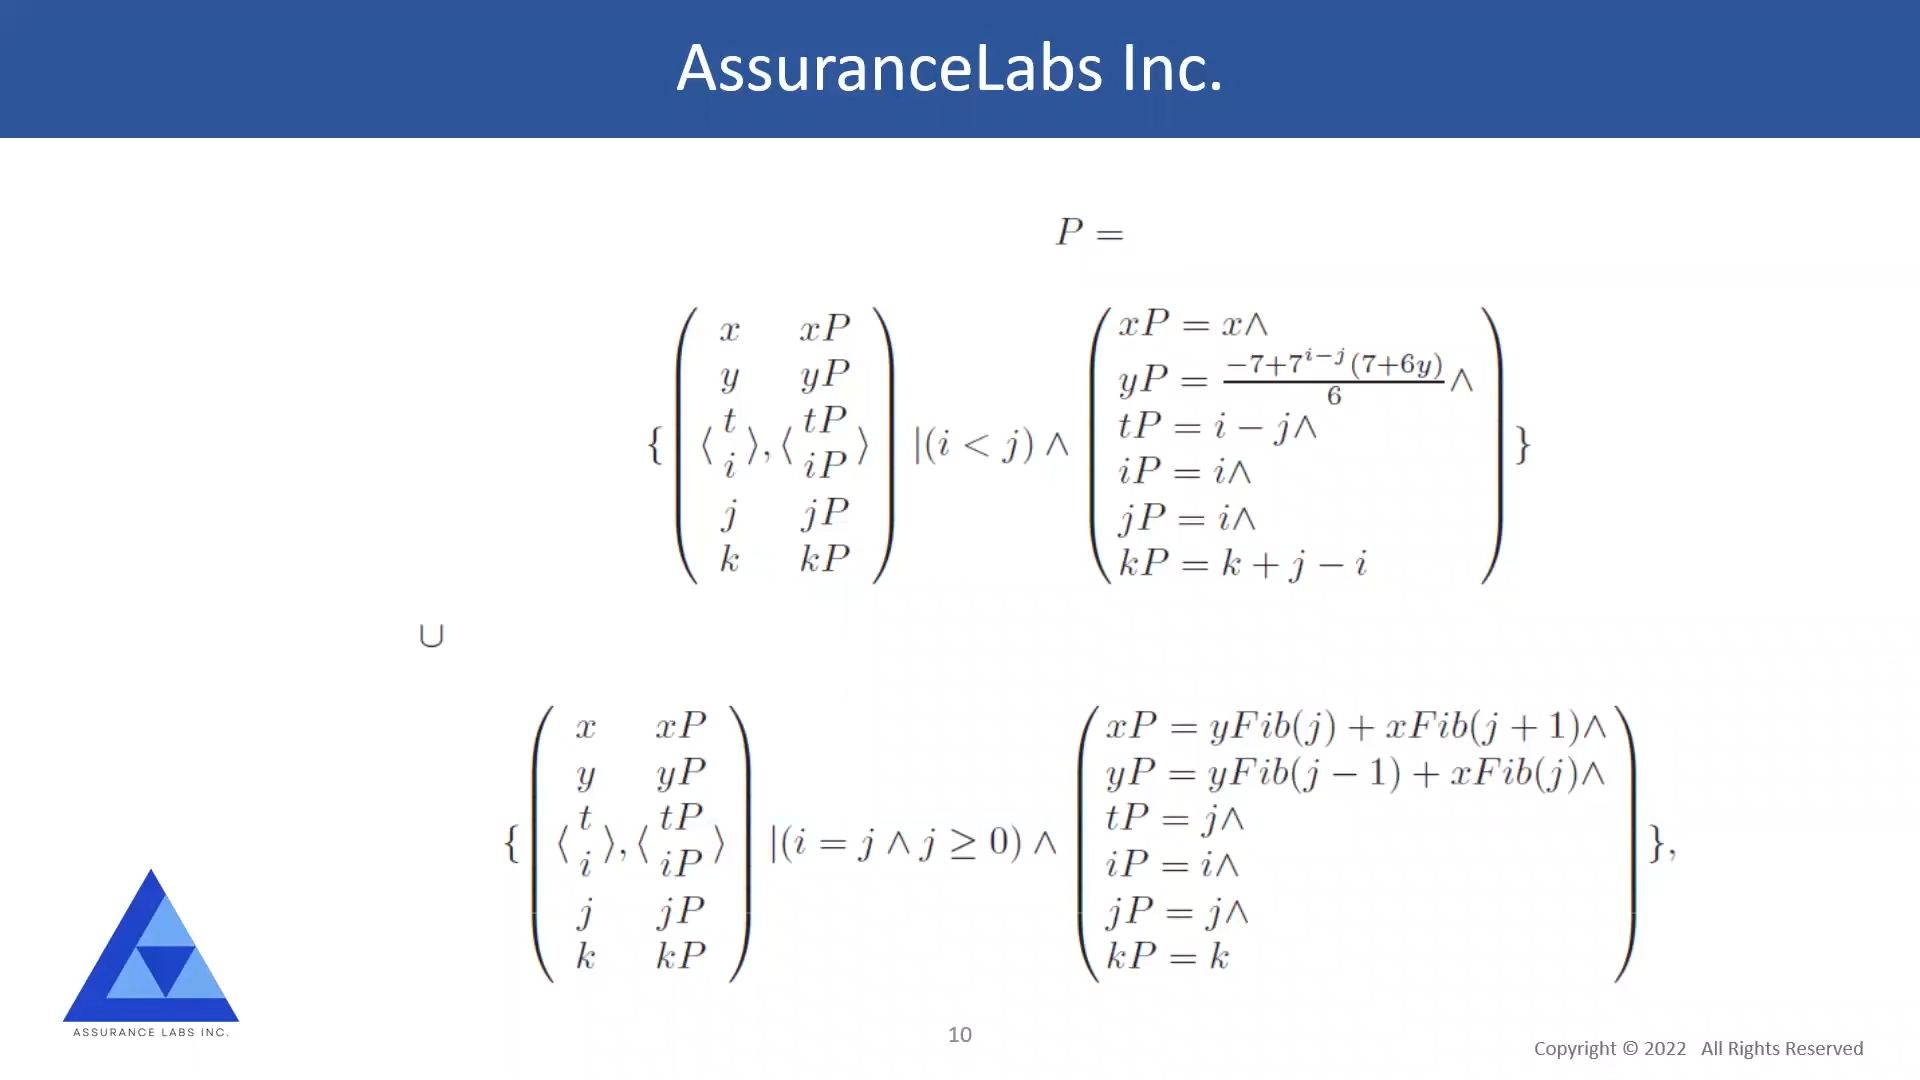 AssuranceLabs Inc.
P =
{ ( ⟨ x y t i j k ⟩, ⟨ xP yP tP iP jP kP ⟩ ) |(i < j) ∧
xP = x∧
yP = \frac{-7+7^{i-j}(7+6y)}{6}∧
tP = i − j∧
iP = i∧
jP = i∧
kP = k + j − i
}
∪
{ ( ⟨ x y t i j k ⟩, ⟨ xP yP tP iP jP kP ⟩ ) |(i = j ∧ j ≥ 0) ∧
xP = yFib(j) + xFib(j + 1)∧
yP = yFib(j − 1) + xFib(j)∧
tP = j∧
iP = i∧
jP = j∧
kP = k
},
ASSURANCE LABS INC.
10
Copyright © 2022 All Rights Reserved